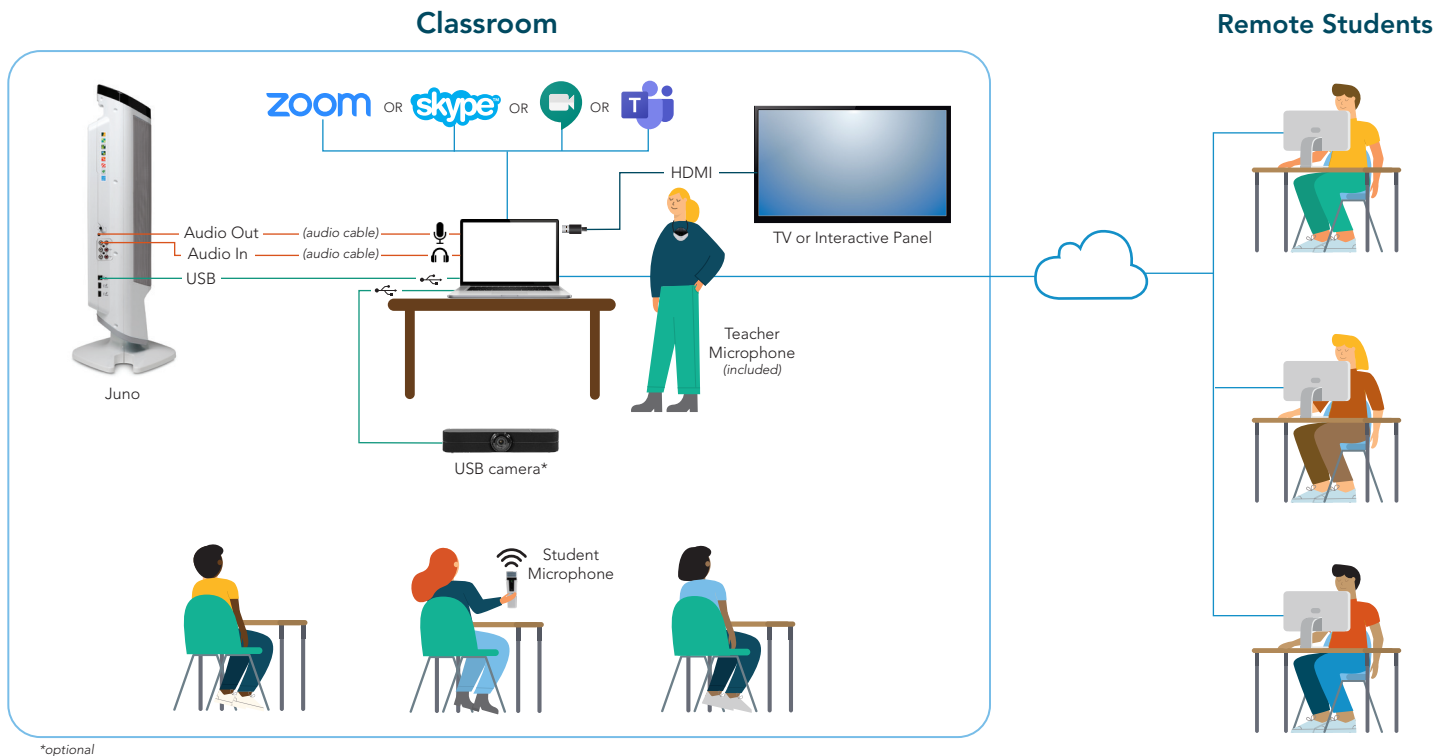 Classroom
Remote Students
zoom OR skype™ OR OR T
HDMI
Audio Out (audio cable)
Audio In (audio cable)
USB
TV or Interactive Panel
Teacher
Microphone
(included)
Juno
USB camera*
Student
Microphone
*optional